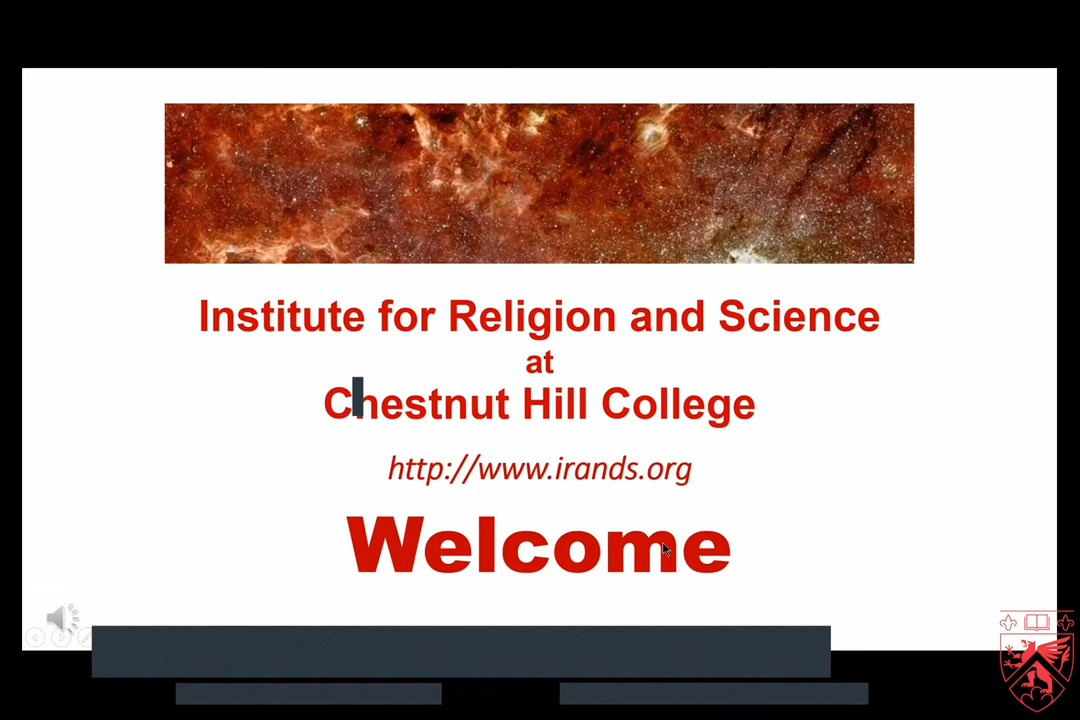 Institute for Religion and Science
at
Chestnut Hill College
http://www.irands.org
Welcome